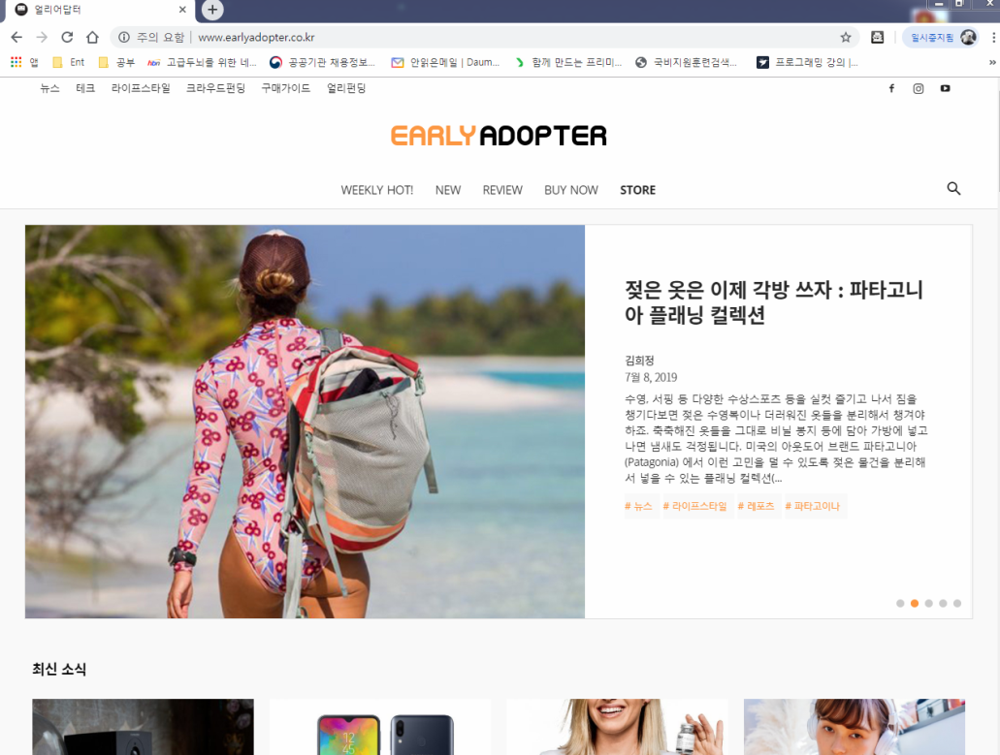 얼리어답터
주의 요함 | www.earlyadopter.co.kr
일시중지됨
앱 Ent 공부 hbri 고급두뇌를 위한 네... 공공기관 채용정보... 안읽은메일 | Daum... 함께 만드는 프리미... 국비지원훈련검색... 프로그래밍 강의 |... »
뉴스 테크 라이프스타일 크라우드펀딩 구매가이드 얼리펀딩
EARLY ADOPTER
WEEKLY HOT! NEW REVIEW BUY NOW STORE
젖은 옷은 이제 각방 쓰자 : 파타고니
아 플래닝 컬렉션
김희정
7월 8, 2019
수영, 서핑 등 다양한 수상스포츠 등을 실컷 즐기고 나서 짐을
챙기다보면 젖은 수영복이나 더러워진 옷들을 분리해서 챙겨야
하죠. 축축해진 옷들을 그대로 비닐 봉지 등에 담아 가방에 넣고
나면 냄새도 걱정됩니다. 미국의 아웃도어 브랜드 파타고니아
(Patagonia) 에서 이런 고민을 덜 수 있도록 젖은 물건을 분리해
서 넣을 수 있는 플래닝 컬렉션(...
# 뉴스 # 라이프스타일 # 레포즈 # 파타고이나
최신 소식
12
45